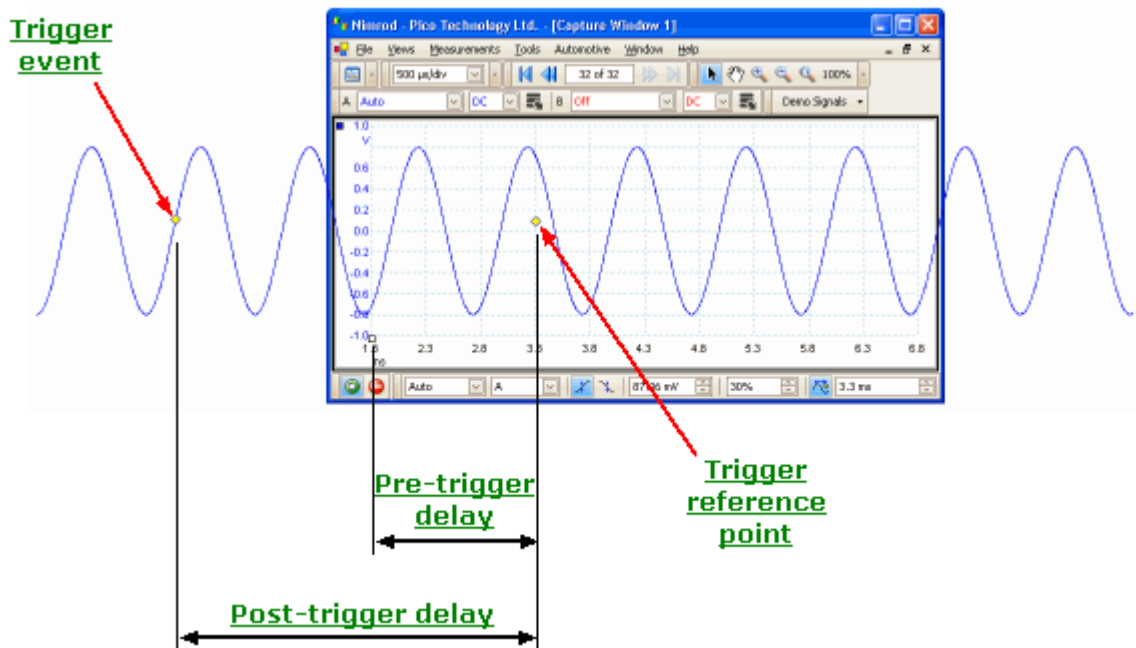 Trigger
event
Nimrod - Pico Technology Ltd. - [Capture Window 1]
File Views Measurements Tools Automotive Window Help
500 µs/div 32 of 32 100%
A Auto DC B Off DC Demo Signals
1.0
V
0.6
0.4
0.2
0.0
-0.2
-0.4
-0.6
-0.8
-1.0
2.3 2.8 3.3 3.8 4.3 4.8 5.3 5.8 6.3 6.8
ms
Auto A mV 30% 3.3 ms
Pre-trigger
delay
Trigger
reference
point
Post-trigger delay